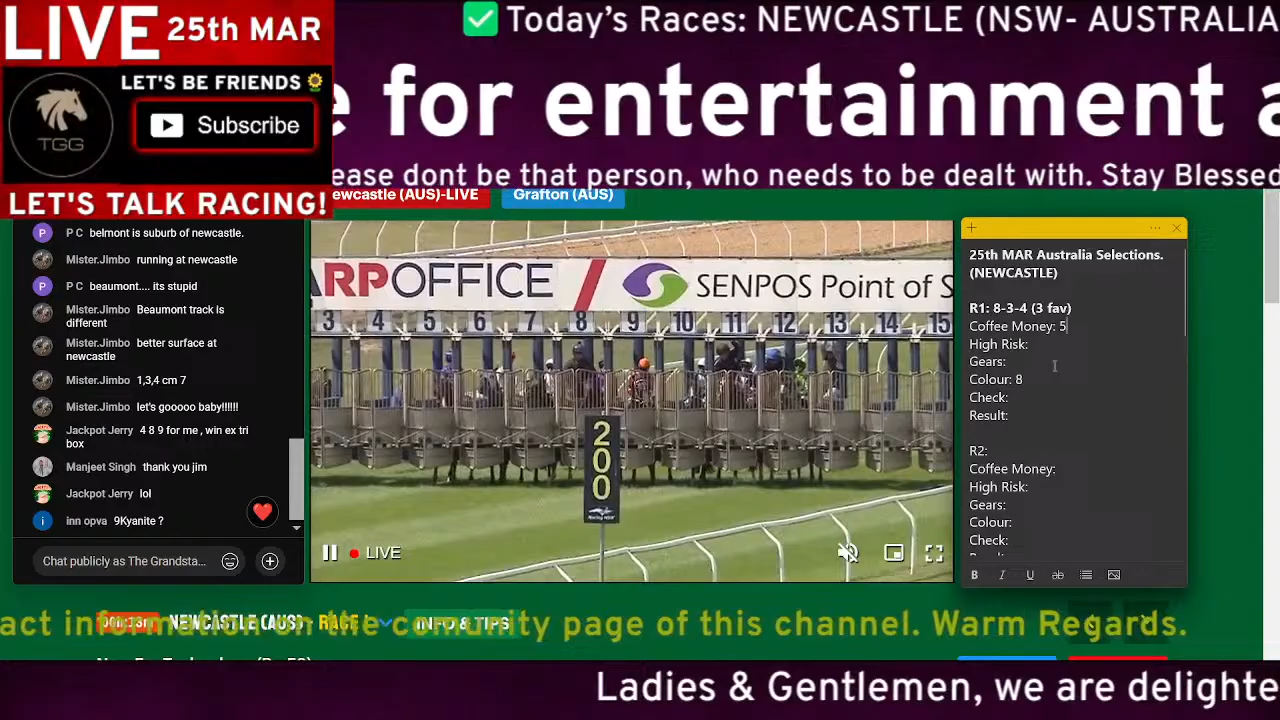 LIVE 25th MAR
✅ Today's Races: NEWCASTLE (NSW- AUSTRALIA
LET'S BE FRIENDS 🌻
Subscribe
TGG
e for entertainment a
ease dont be that person, who needs to be dealt with. Stay Blessed
LET'S TALK RACING!
ewcastle (AUS)-LIVE
Grafton (AUS)
P C belmont is suburb of newcastle.
Mister.Jimbo running at newcastle
P C beaumont.... its stupid
Mister.Jimbo Beaumont track is
different
Mister.Jimbo better surface at
newcastle
Mister.Jimbo 1,3,4 cm 7
Mister.Jimbo let's gooooo baby!!!!!!
Jackpot Jerry 4 8 9 for me , win ex tri
box
Manjeet Singh thank you jim
Jackpot Jerry lol
inn opva 9Kyanite ?
Chat publicly as The Grandsta...
ARPOFFICE
SENPOS Point of S
3 4 5 6 7 8 9 10 11 12 13 14 15
200
LIVE
25th MAR Australia Selections.
(NEWCASTLE)
R1: 8-3-4 (3 fav)
Coffee Money: 5
High Risk:
Gears:
Colour: 8
Check:
Result:
R2:
Coffee Money:
High Risk:
Gears:
Colour:
Check:
act information on the comunity page of this channel. Warm Regards.
NEWCASTLE (AUS)
INFO & TIPS
Ladies & Gentlemen, we are delighte